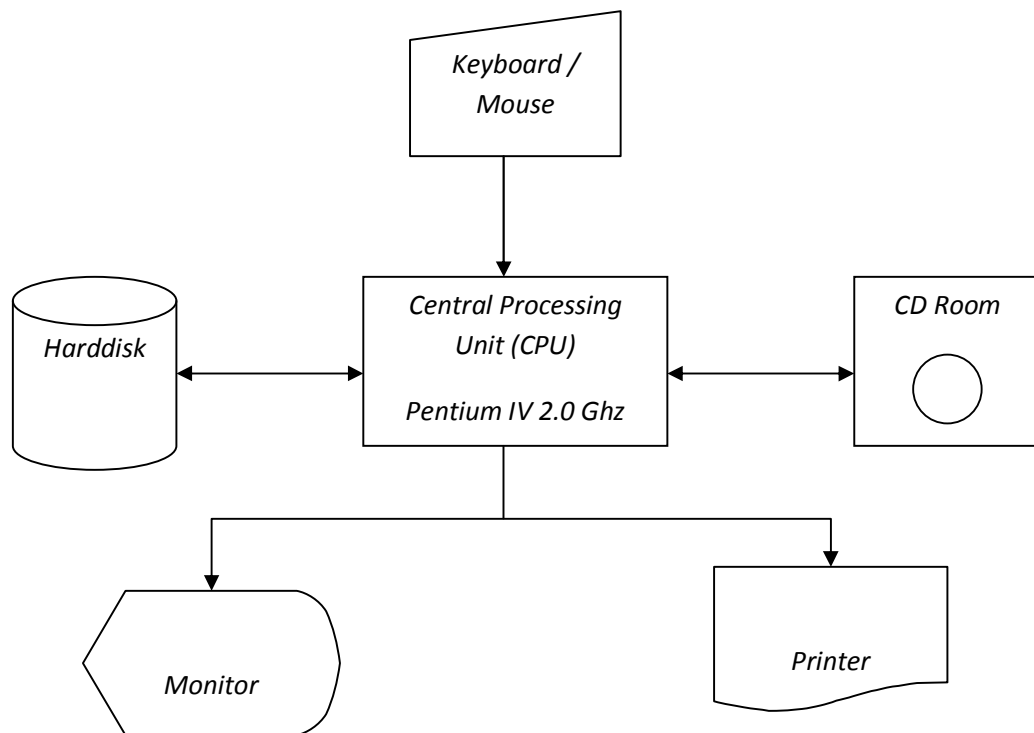 Keyboard /
Mouse
Harddisk
Central Processing
Unit (CPU)
Pentium IV 2.0 Ghz
CD Room
Monitor
Printer